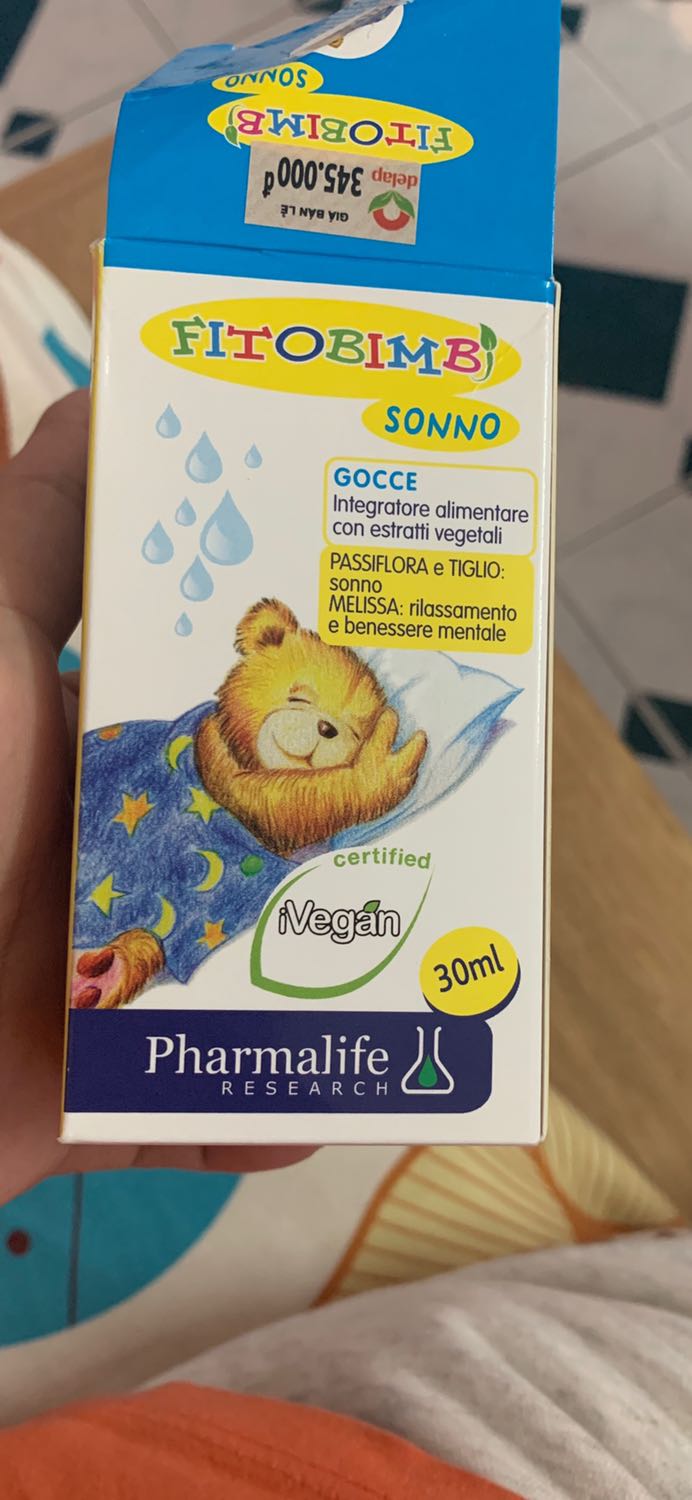 SONNO
FITOBIMBI
GIÁ BÁN LẺ
delap 345.000đ
FITOBIMBI
SONNO
GOCCE
Integratore alimentare
con estratti vegetali
PASSIFLORA e TIGLIO:
sonno
MELISSA: rilassamento
e benessere mentale
certified
iVegan
30ml
Pharmalife
RESEARCH